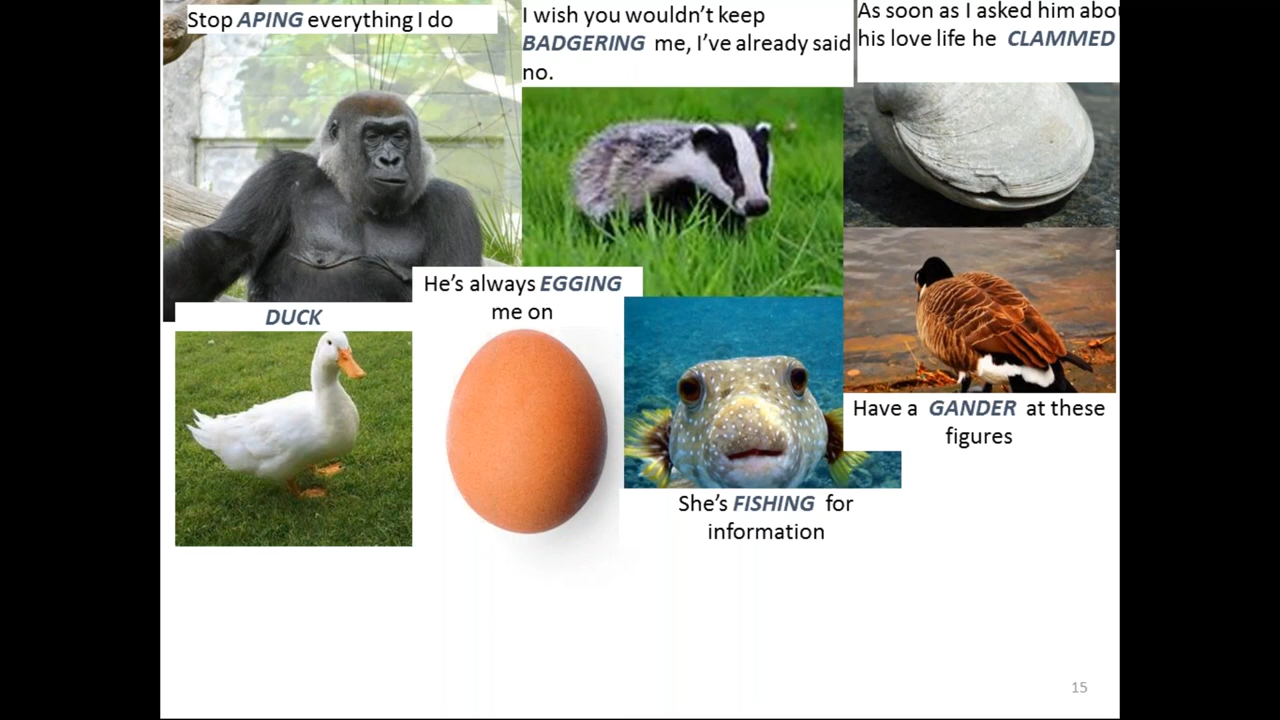 Stop APING everything I do
I wish you wouldn't keep
BADGERING me, I've already said
no.
As soon as I asked him abou
his love life he CLAMMED
He's always EGGING
me on
DUCK
Have a GANDER at these
figures
She's FISHING for
information
15